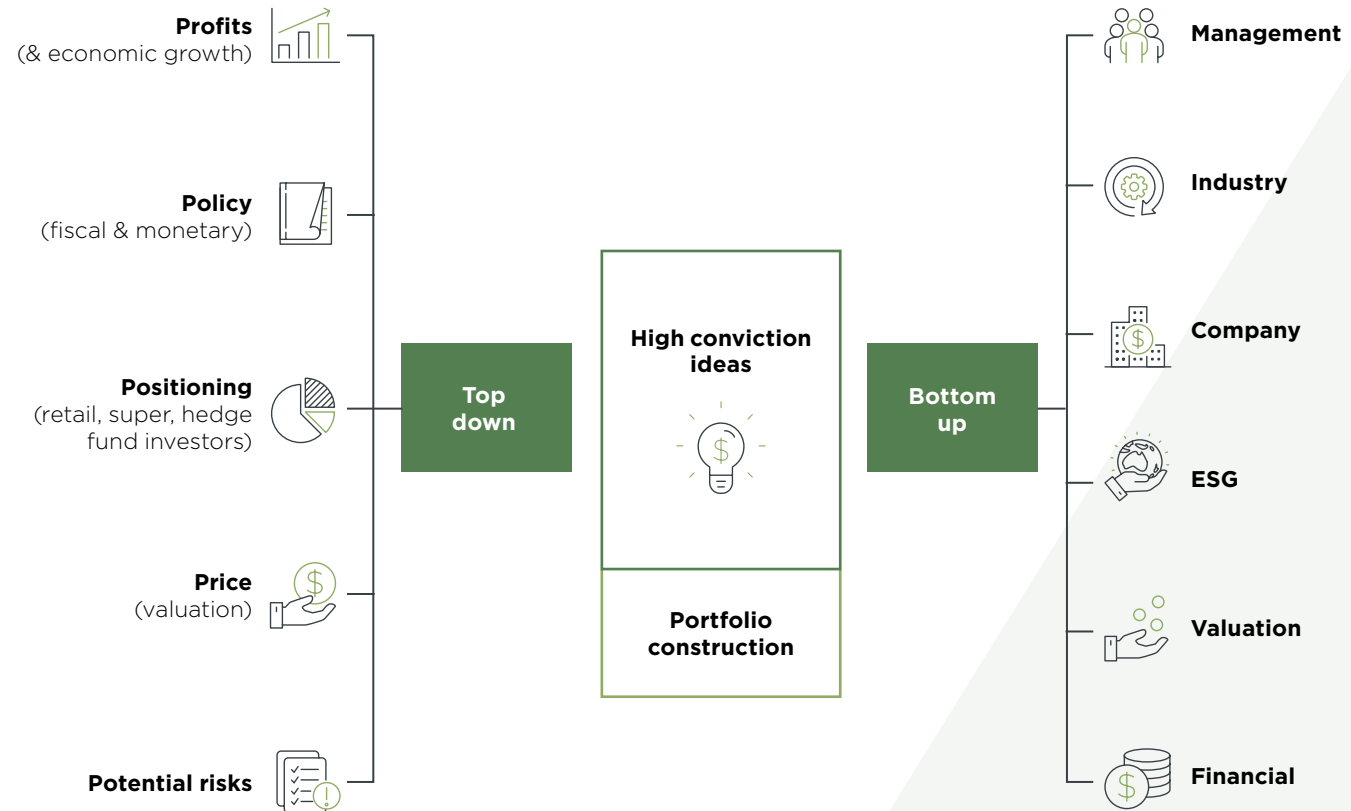 Profits
(& economic growth)
Policy
(fiscal & monetary)
Positioning
(retail, super, hedge
fund investors)
Price
(valuation)
Potential risks
Top
down
High conviction
ideas
Portfolio
construction
Bottom
up
Management
Industry
Company
ESG
Valuation
Financial